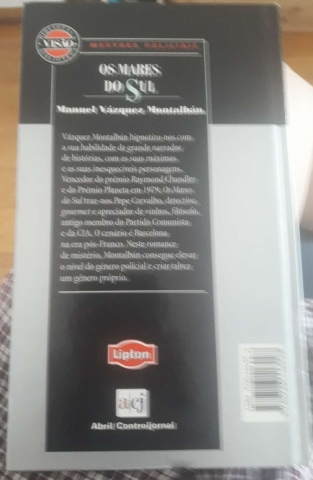 VISÃO
MESTRES POLICIAIS
OS MARES
DO SUL
Manuel Vázquez Montalbán
Vázquez Montalbán hipnotiza-nos com
a sua habilidade de grande narrador
de histórias, com as suas máximas
e as suas inesquecíveis personagens.
Vencedor do prémio Raymond Chandler
e do Prémio Planeta em 1979, Os Mares
do Sul traz-nos Pepe Carvalho, detective,
gourmet e apreciador de vinhos, filósofo,
antigo membro do Partido Comunista
e da CIA. O cenário é Barcelona
na era pós-Franco. Neste romance
de mistério, Montalbán consegue elevar
o nível do género policial e criar talvez
um género próprio.
Lipton
acj
Abril/Controljornal